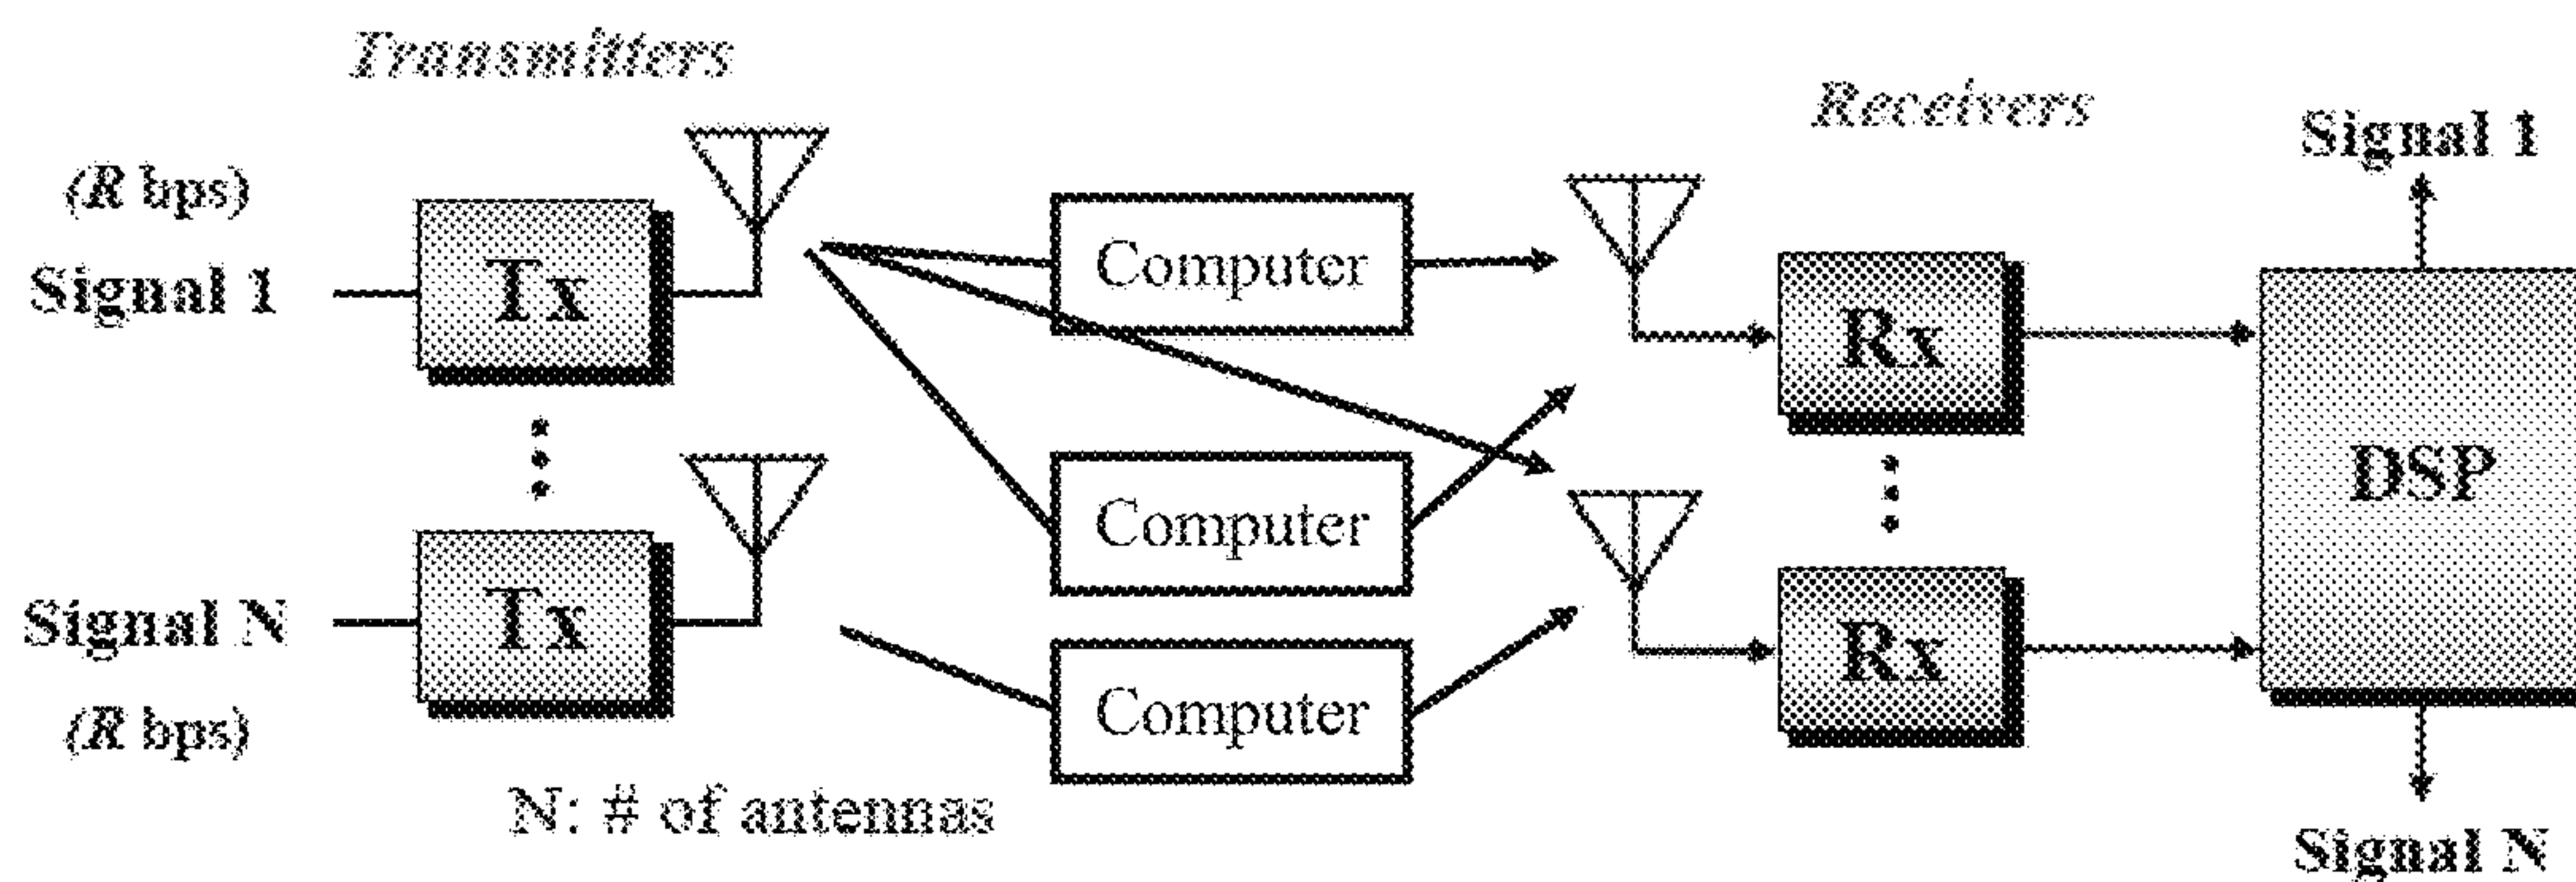 Transmitters
Receivers
Signal 1
(R bps)
Signal 1
Tx
Computer
Rx
DSP
Computer
Signal N
Tx
Computer
Rx
(R bps)
N: # of antennas
Signal N